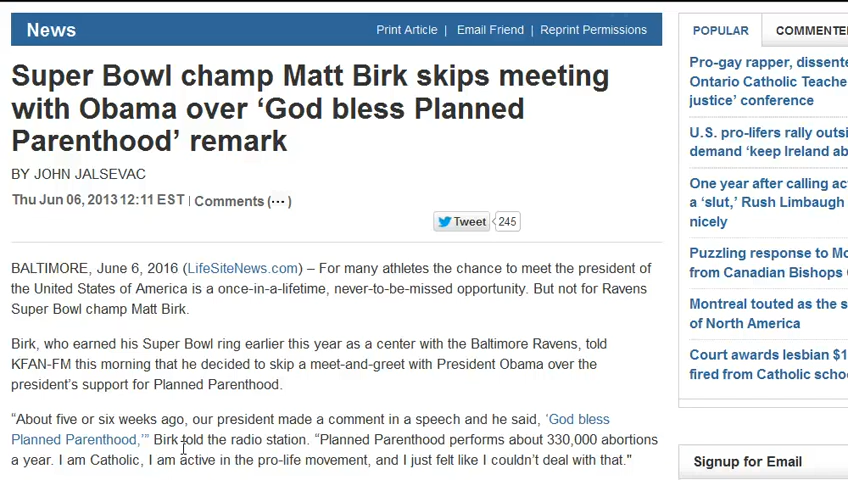 News
Print Article | Email Friend | Reprint Permissions
Super Bowl champ Matt Birk skips meeting
with Obama over ‘God bless Planned
Parenthood’ remark
BY JOHN JALSEVAC
Thu Jun 06, 2013 12:11 EST | Comments (... )
Tweet 245
BALTIMORE, June 6, 2016 (LifeSiteNews.com) – For many athletes the chance to meet the president of
the United States of America is a once-in-a-lifetime, never-to-be-missed opportunity. But not for Ravens
Super Bowl champ Matt Birk.
Birk, who earned his Super Bowl ring earlier this year as a center with the Baltimore Ravens, told
KFAN-FM this morning that he decided to skip a meet-and-greet with President Obama over the
president’s support for Planned Parenthood.
“About five or six weeks ago, our president made a comment in a speech and he said, ‘God bless
Planned Parenthood,’” Birk told the radio station. “Planned Parenthood performs about 330,000 abortions
a year. I am Catholic, I am active in the pro-life movement, and I just felt like I couldn’t deal with that."
POPULAR
COMMENTE
Pro-gay rapper, dissente
Ontario Catholic Teache
justice’ conference
U.S. pro-lifers rally outsi
demand ‘keep Ireland ab
One year after calling ac
a ‘slut,’ Rush Limbaugh
nicely
Puzzling response to Mo
from Canadian Bishops
Montreal touted as the s
of North America
Court awards lesbian $1
fired from Catholic scho
Signup for Email